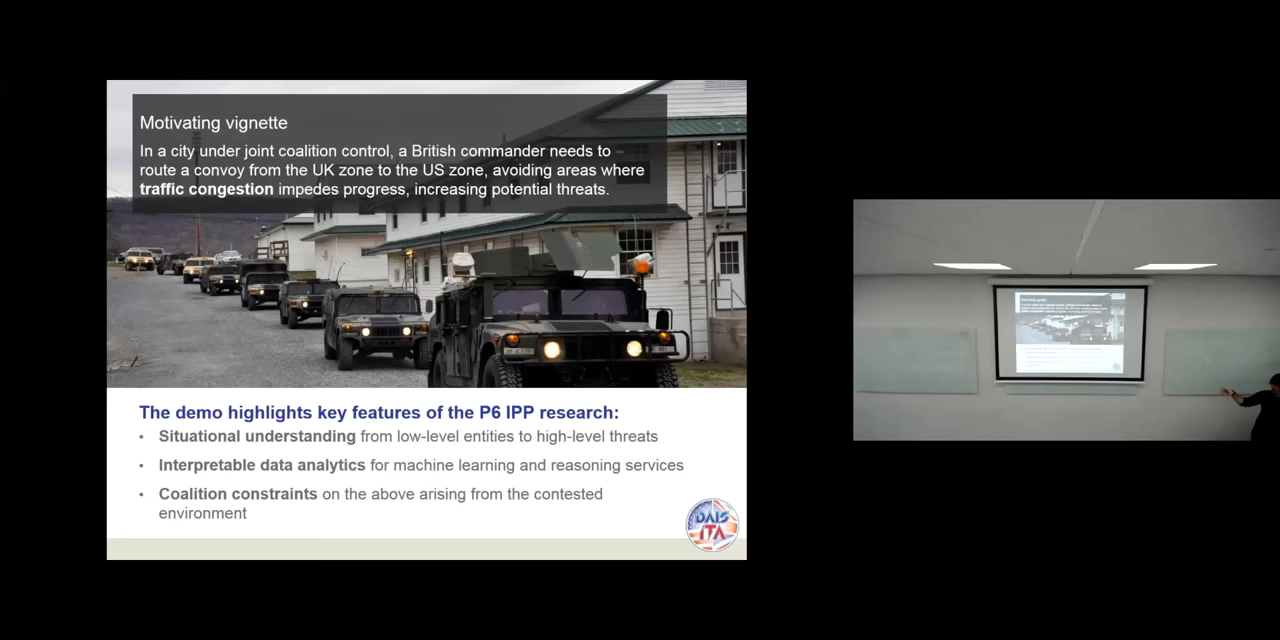 Motivating vignette
In a city under joint coalition control, a British commander needs to
route a convoy from the UK zone to the US zone, avoiding areas where
traffic congestion impedes progress, increasing potential threats.
The demo highlights key features of the P6 IPP research:
• Situational understanding from low-level entities to high-level threats
• Interpretable data analytics for machine learning and reasoning services
• Coalition constraints on the above arising from the contested
environment
DAIS
ITA